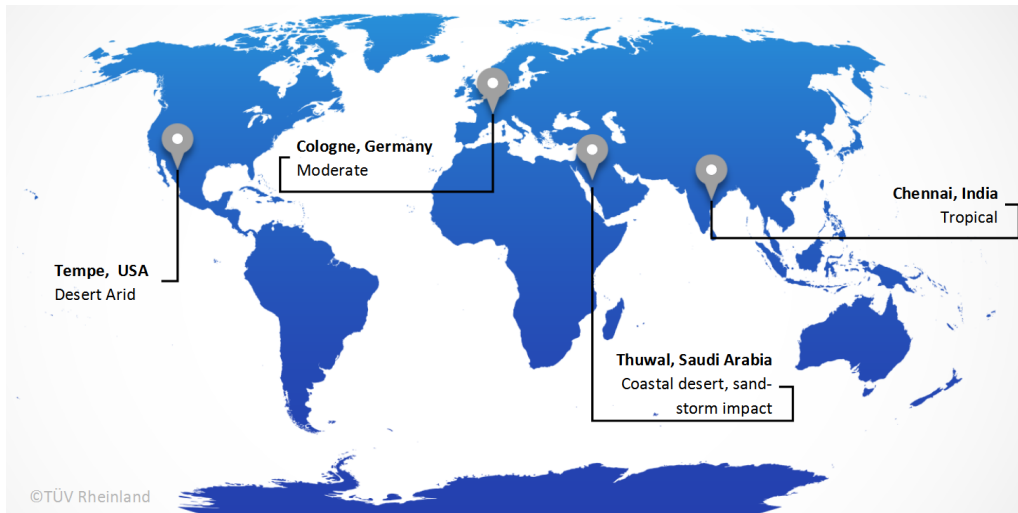 Cologne, Germany
Moderate
Chennai, India
Tropical
Tempe,  USA
Desert Arid
Thuwal, Saudi Arabia
Coastal desert, sand-
storm impact
©TÜV Rheinland